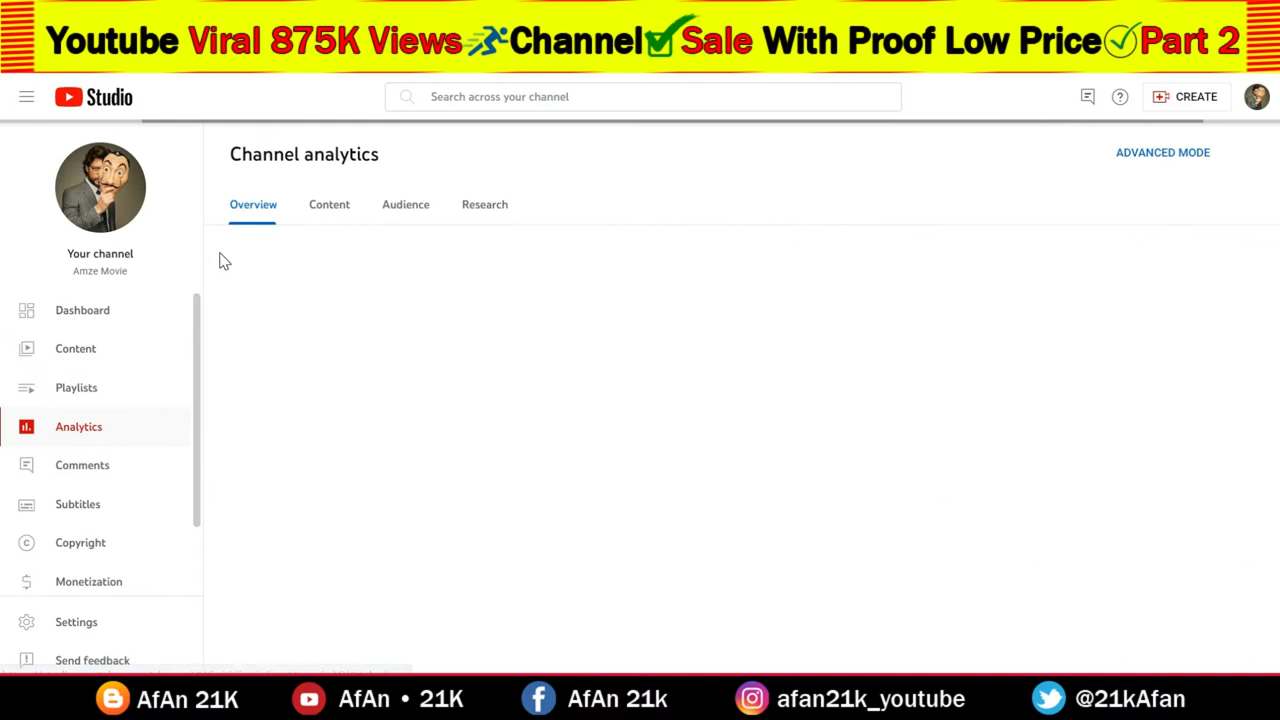 Youtube Viral 875K Views Channel Sale With Proof Low Price Part 2
Studio
Search across your channel
CREATE
Channel analytics
ADVANCED MODE
Overview
Content
Audience
Research
Your channel
Amze Movie
Dashboard
Content
Playlists
Analytics
Comments
Subtitles
Copyright
Monetization
Settings
Send feedback
AfAn 21K
AfAn • 21K
AfAn 21k
afan21k_youtube
@21kAfan